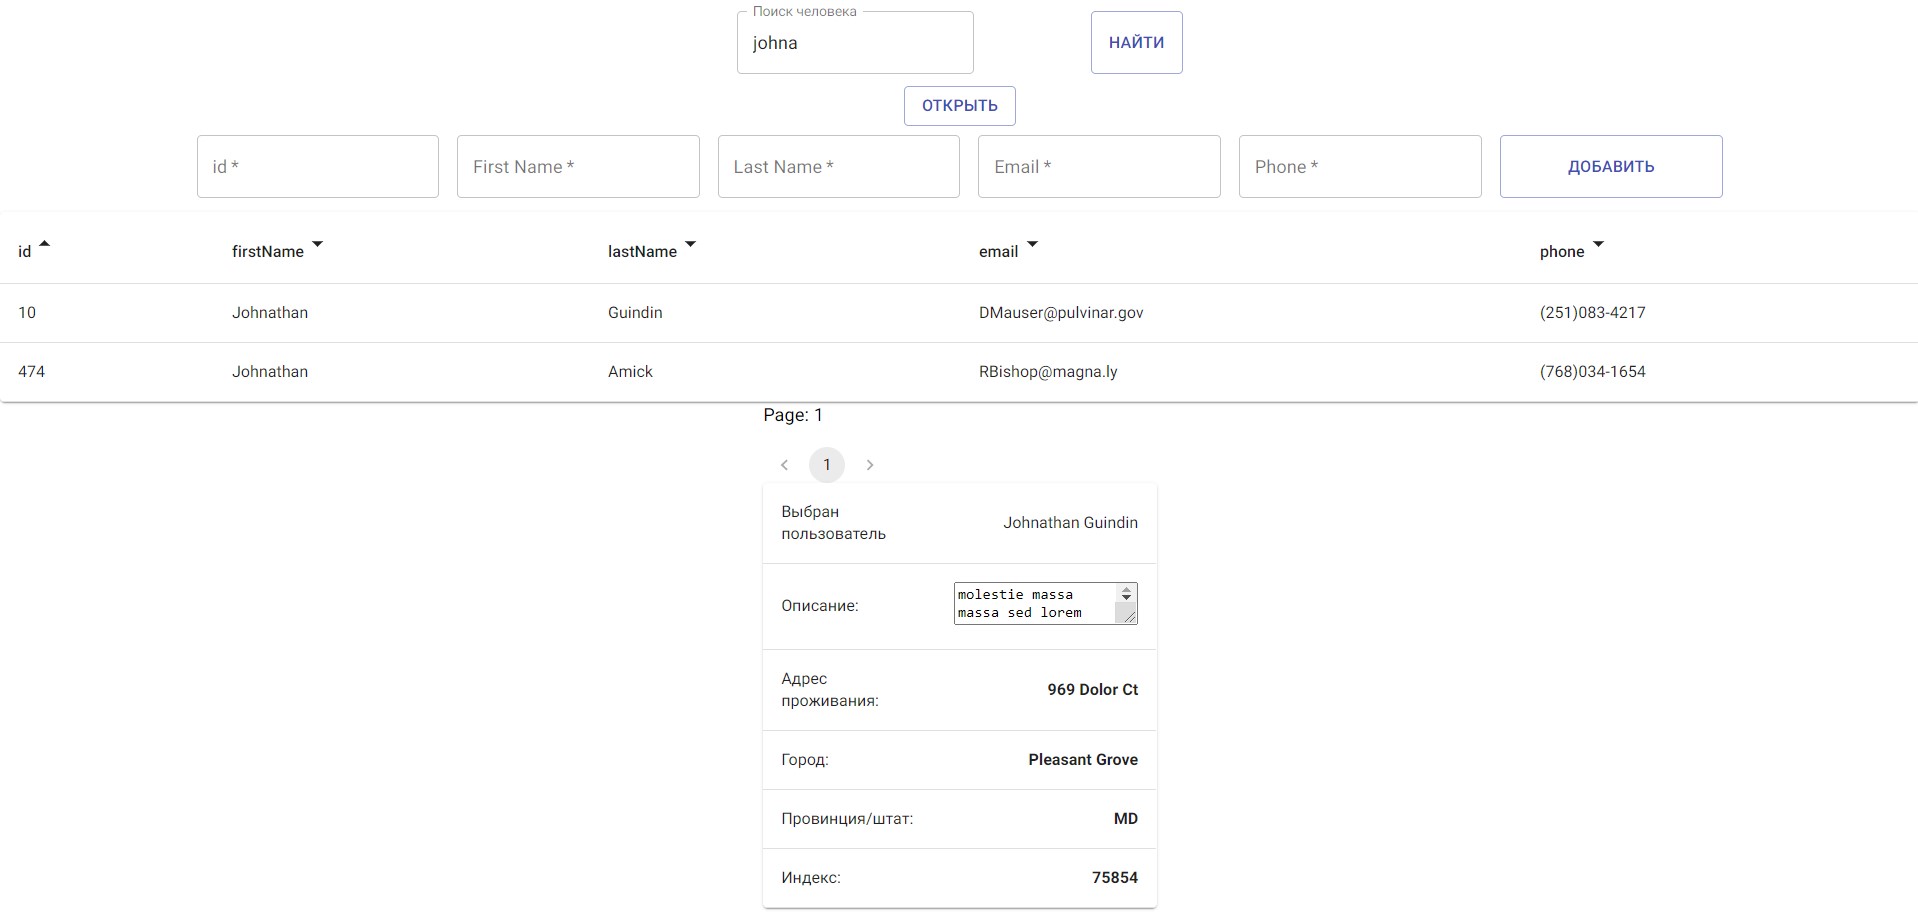 Поиск человека
johna
НАЙТИ
ОТКРЫТЬ
id *
First Name *
Last Name *
Email *
Phone *
ДОБАВИТЬ
id firstName lastName email phone
10 Johnathan Guindin DMauser@pulvinar.gov (251)083-4217
474 Johnathan Amick RBishop@magna.ly (768)034-1654
Page: 1
1
Выбран
пользователь
Johnathan Guindin
Описание:
molestie massa
massa sed lorem
Адрес
проживания:
969 Dolor Ct
Город: Pleasant Grove
Провинция/штат: MD
Индекс: 75854